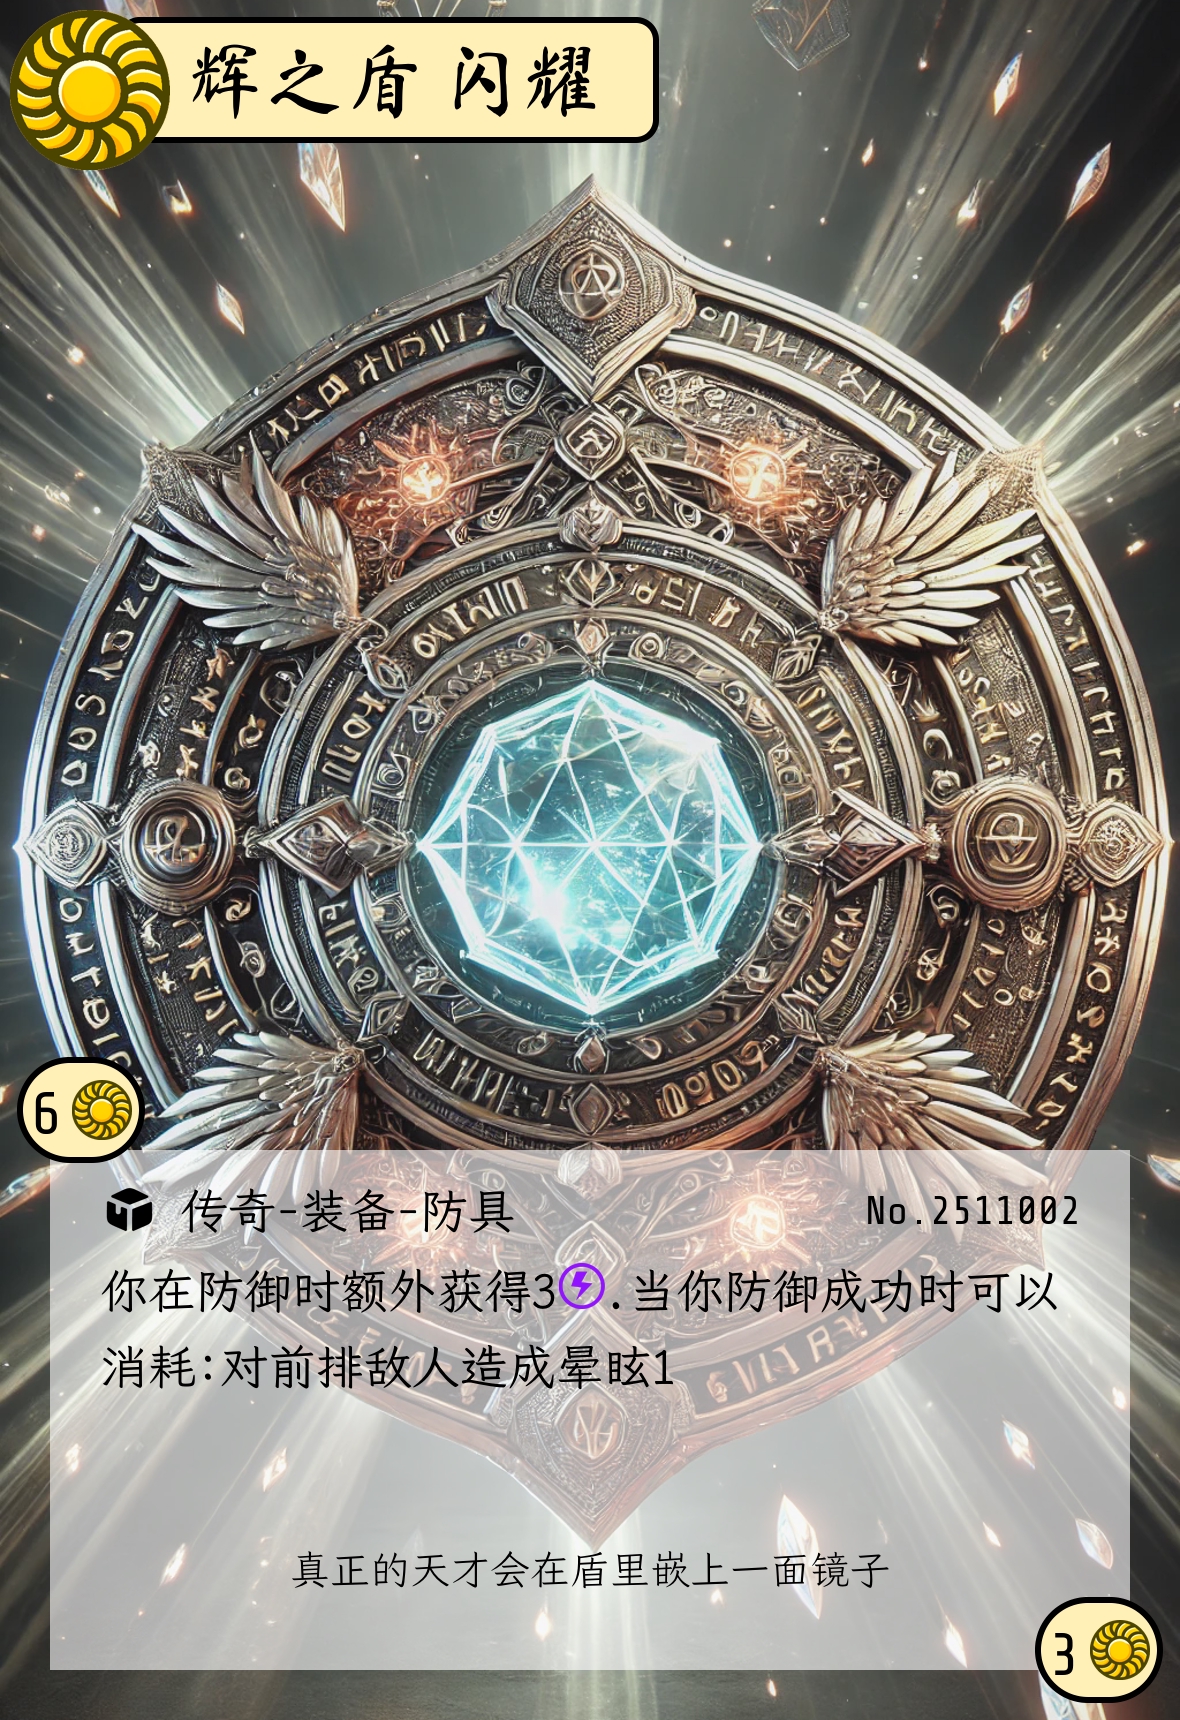 辉之盾 闪耀
6
传奇-装备-防具 No.2511002
你在防御时额外获得3.当你防御成功时可以
消耗:对前排敌人造成晕眩1
真正的天才会在盾里嵌上一面镜子
3